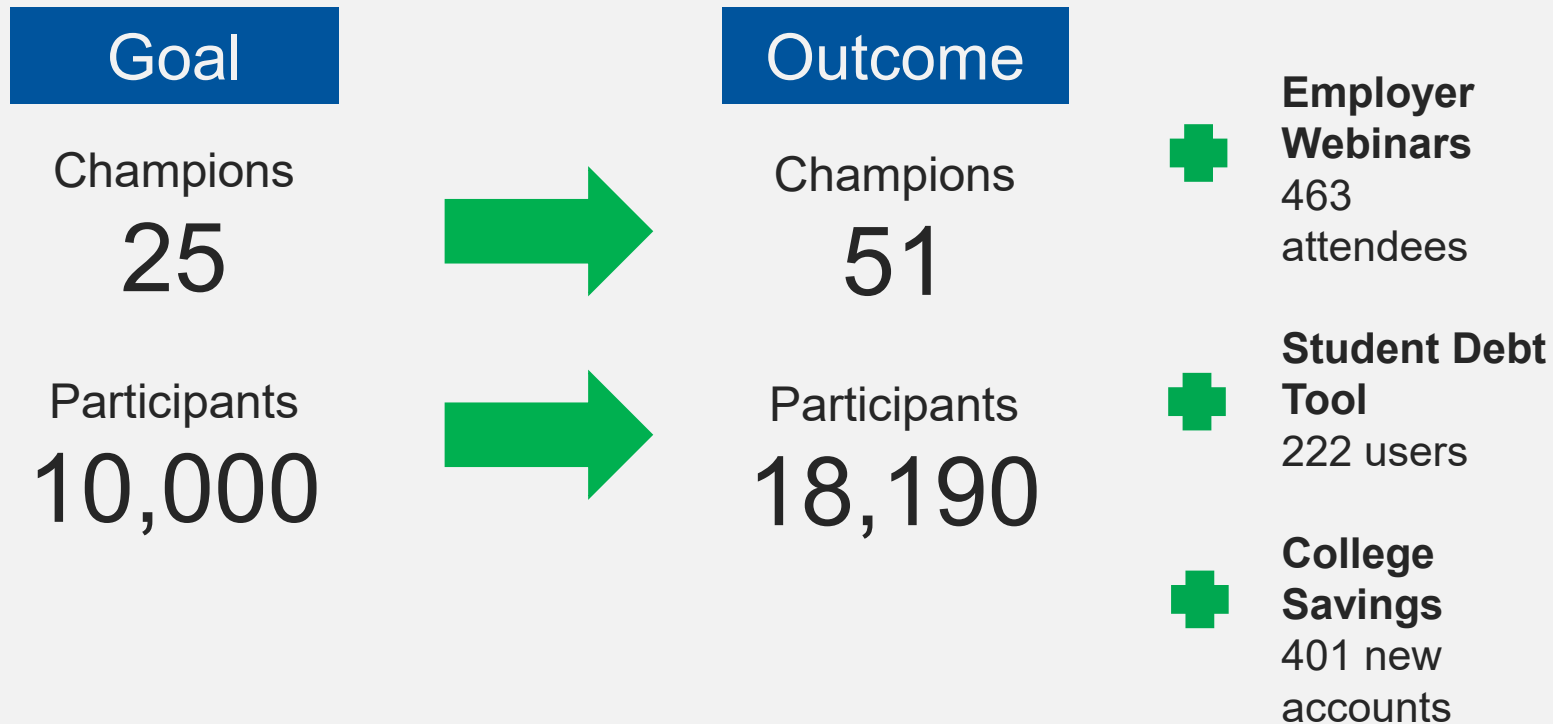 Goal
Champions
25
Participants
10,000
Outcome
Champions
51
Participants
18,190
Employer
Webinars
463
attendees
Student Debt
Tool
222 users
College
Savings
401 new
accounts